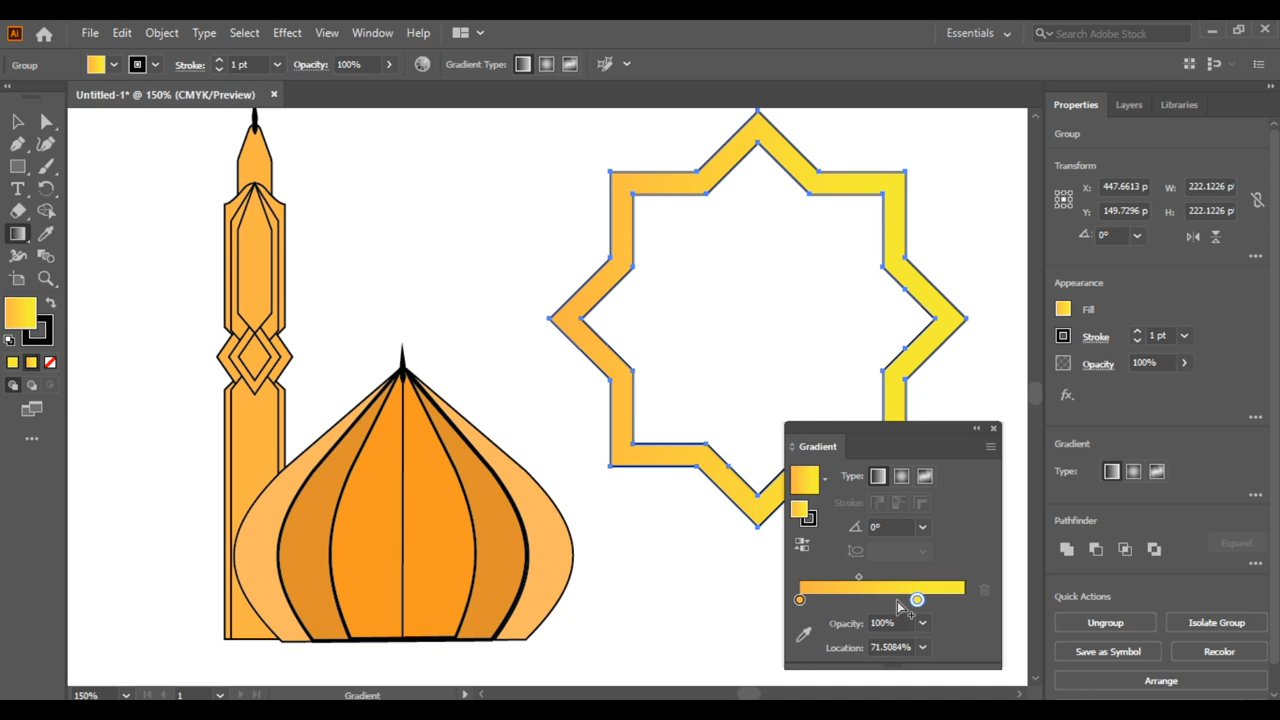 Ai File Edit Object Type Select Effect View Window Help Essentials Search Adobe Stock
Group Stroke: 1 pt Opacity: 100% Gradient Type:
Untitled-1* @ 150% (CMYK/Preview)
Properties Layers Libraries
Group
Transform
X: 447.6613 p W: 222.1226 pt
Y: 149.7296 p H: 222.1226 pt
0°
Appearance
Fill
Stroke 1 pt
Opacity 100%
fx.
Gradient
Type:
Pathfinder
Expand
Quick Actions
Ungroup Isolate Group
Save as Symbol Recolor
Arrange
T
Gradient
Type:
Stroke:
0°
Opacity: 100%
Location: 71.5084%
150% 1 Gradient